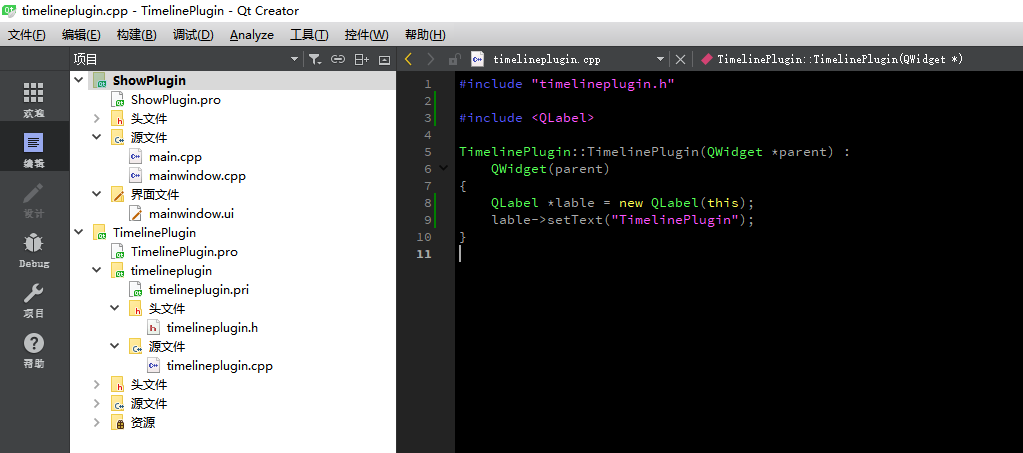 timelineplugin.cpp - TimelinePlugin - Qt Creator
文件(F) 编辑(E) 构建(B) 调试(D) Analyze 工具(T) 控件(W) 帮助(H)
项目
timelineplugin.cpp
TimelinePlugin::TimelinePlugin(QWidget *)
欢迎
编辑
设计
Debug
项目
帮助
ShowPlugin
ShowPlugin.pro
头文件
源文件
main.cpp
mainwindow.cpp
界面文件
mainwindow.ui
TimelinePlugin
TimelinePlugin.pro
timelineplugin
timelineplugin.pri
头文件
timelineplugin.h
源文件
timelineplugin.cpp
头文件
源文件
资源
1 #include "timelineplugin.h"
2
3 #include <QLabel>
4
5 TimelinePlugin::TimelinePlugin(QWidget *parent) :
6     QWidget(parent)
7 {
8     QLabel *lable = new QLabel(this);
9     lable->setText("TimelinePlugin");
10 }
11